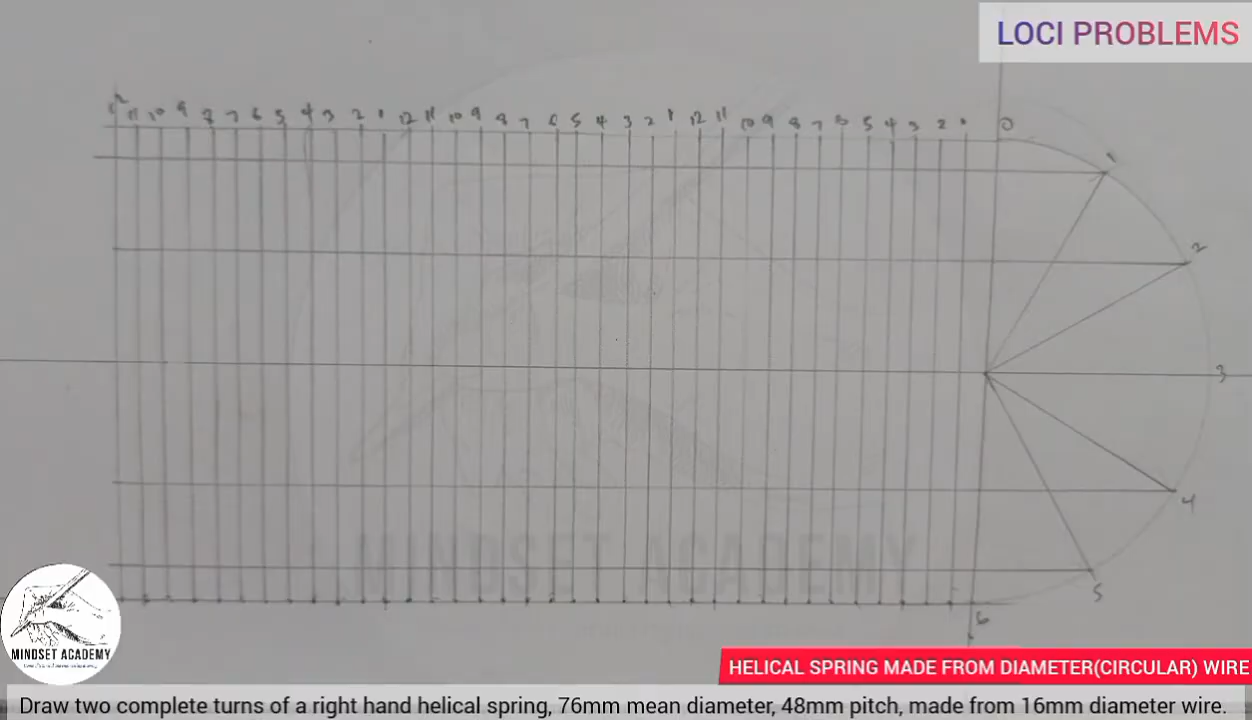 LOCI PROBLEMS
12 11 10 9 8 7 6 5 4 3 2 1 12 11 10 9 8 7 6 5 4 3 2 1 12 11 10 9 8 7 6 5 4 3 2 1 0
1
2
3
4
5
6
MINDSET ACADEMY
MINDSET ACADEMY
HELICAL SPRING MADE FROM DIAMETER(CIRCULAR) WIRE
Draw two complete turns of a right hand helical spring, 76mm mean diameter, 48mm pitch, made from 16mm diameter wire.